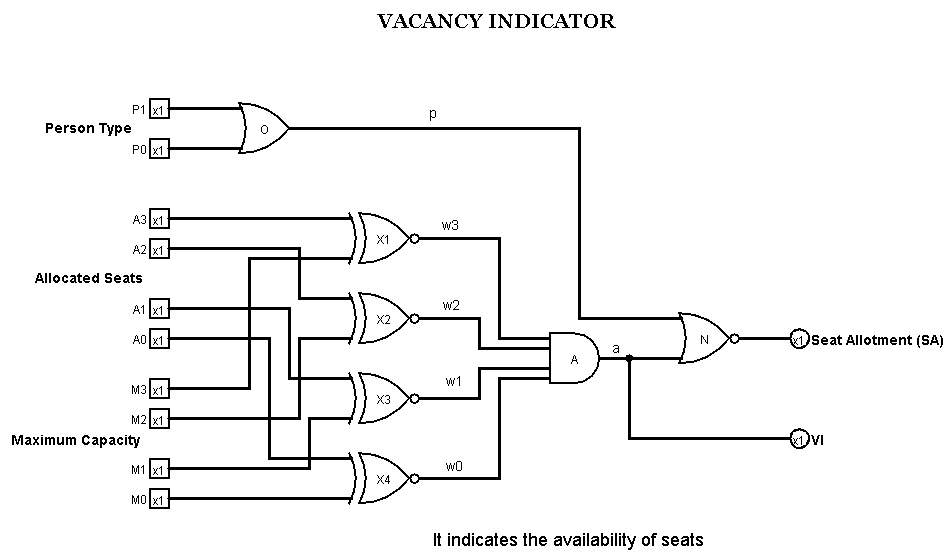 VACANCY INDICATOR
P1 x1
O
p
Person Type
P0 x1
A3 x1
X1
w3
A2 x1
Allocated Seats
A1 x1
X2
w2
A0 x1
A
a
N
x1 Seat Allotment (SA)
M3 x1
X3
w1
M2 x1
Maximum Capacity
x1 VI
M1 x1
X4
w0
M0 x1
It indicates the availability of seats